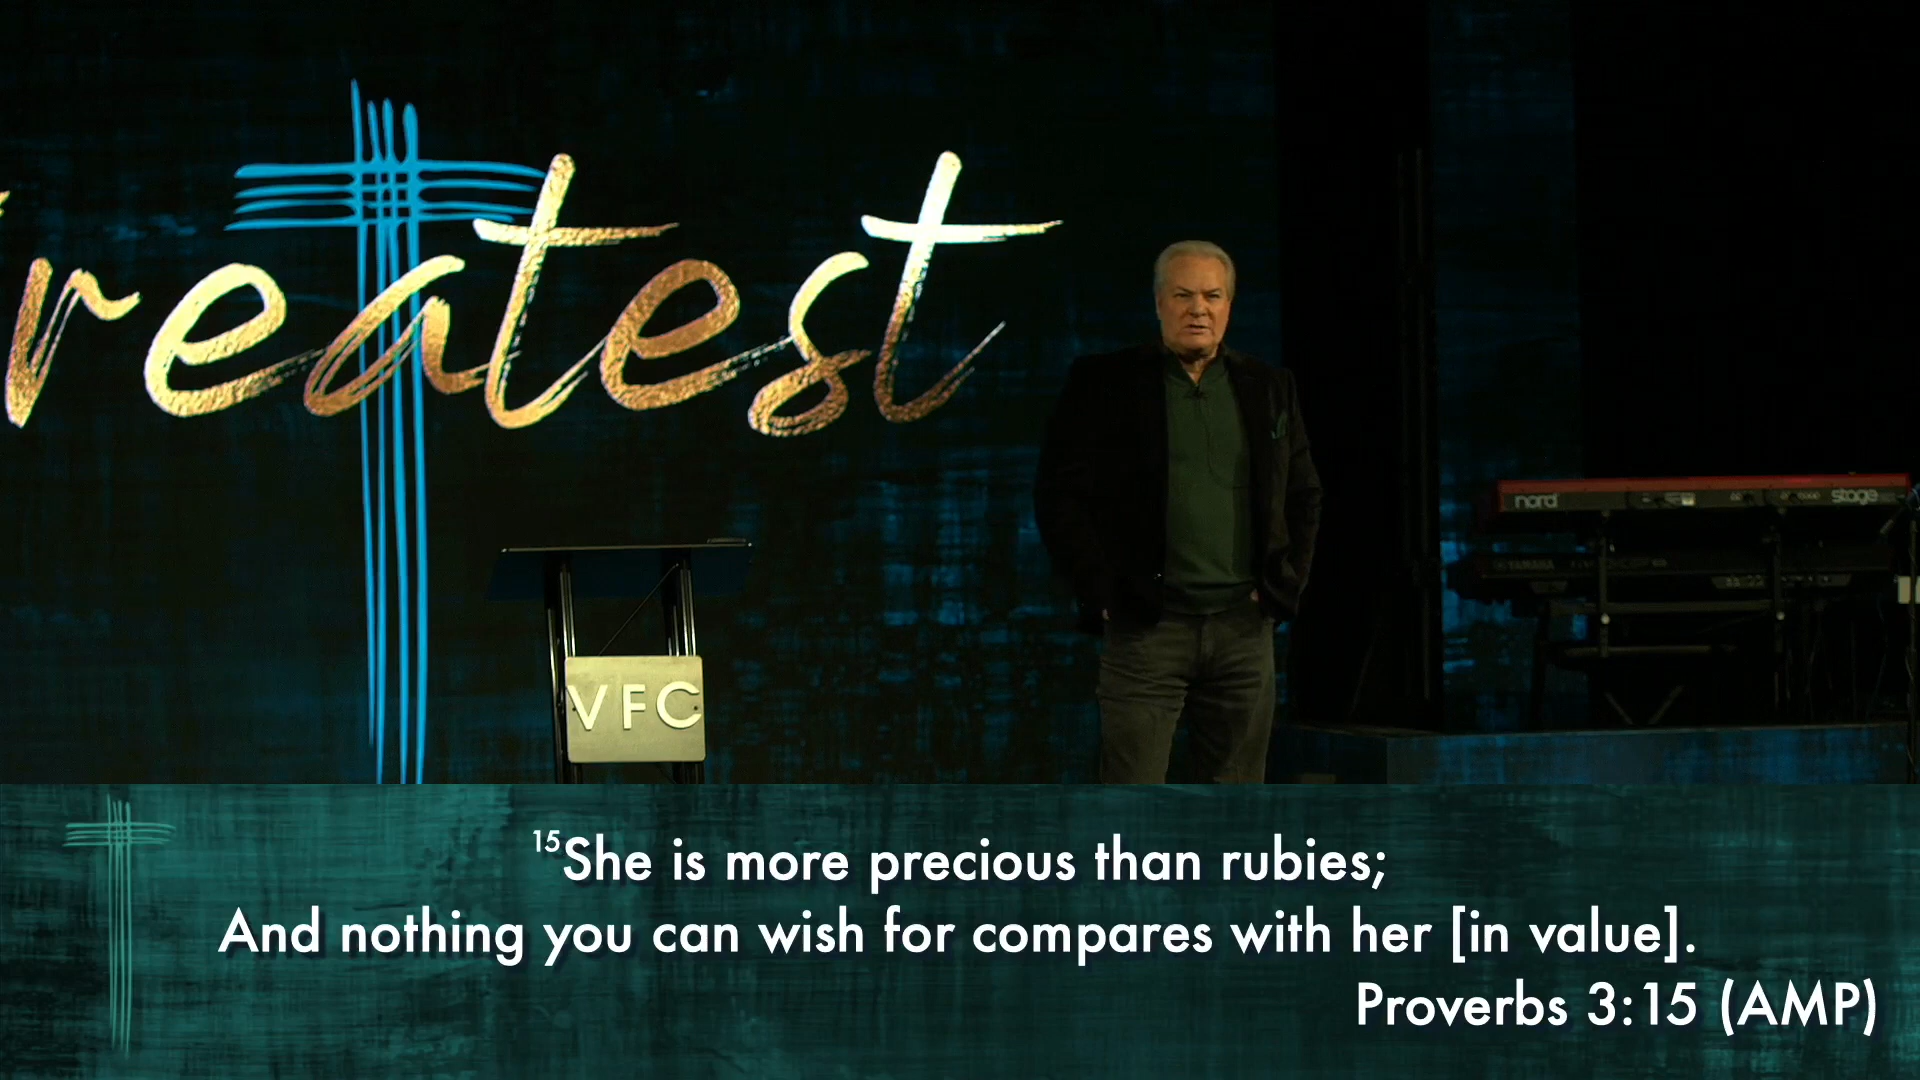 reatest
nord
stage
YAMAHA
VFC
¹⁵She is more precious than rubies;
And nothing you can wish for compares with her [in value].
Proverbs 3:15 (AMP)